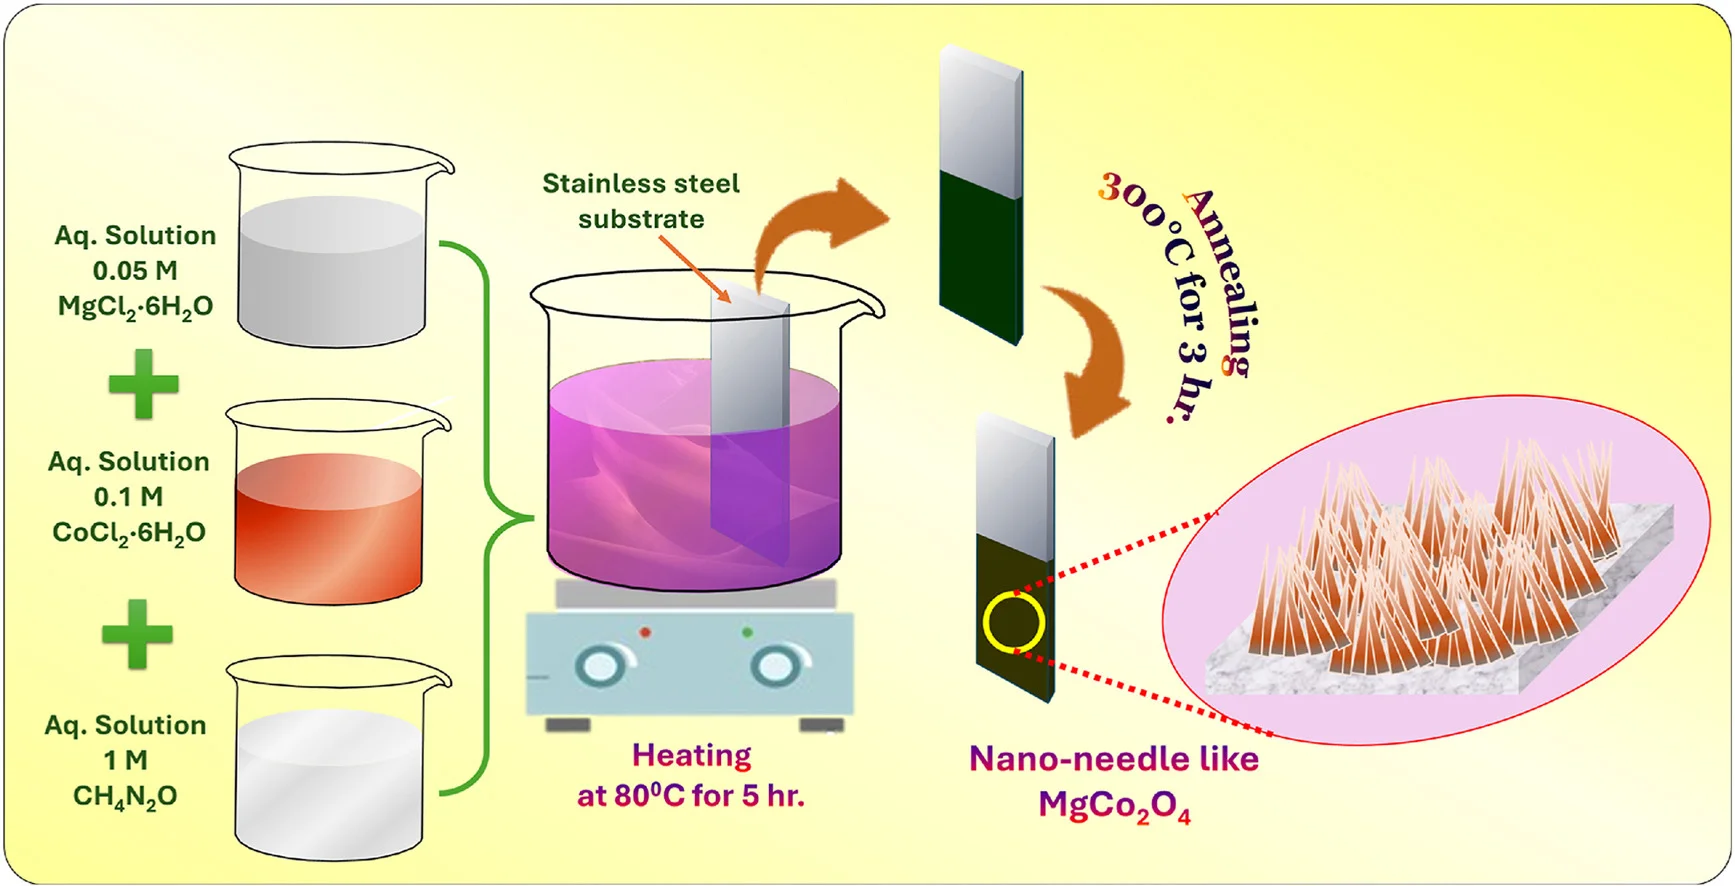 Aq. Solution
0.05 M
MgCl₂·6H₂O
Aq. Solution
0.1 M
CoCl₂·6H₂O
Aq. Solution
1 M
CH₄N₂O
Stainless steel
substrate
Heating
at 80⁰C for 5 hr.
Annealing
300°C for 3 hr.
Nano-needle like
MgCo₂O₄